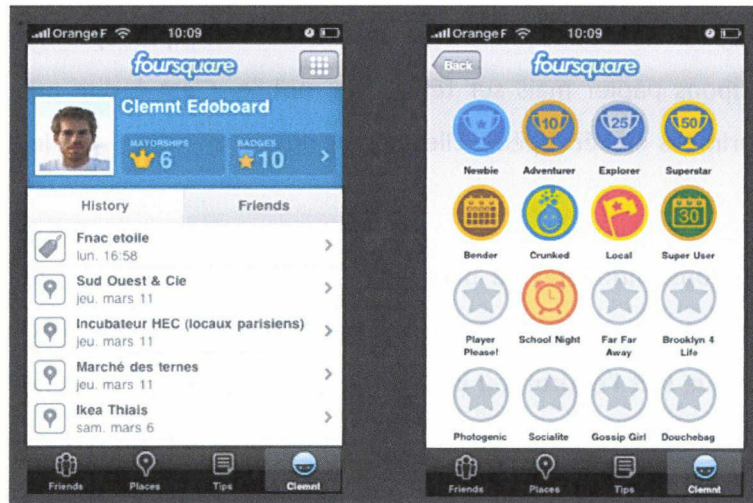 Orange F 10:09
foursquare
Clemnt Edoboard
MAYORSHIPS
6
BADGES
10
History
Friends
Fnac etoile
lun. 16:58
Sud Ouest & Cie
jeu. mars 11
Incubateur HEC (locaux parisiens)
jeu. mars 11
Marché des ternes
jeu. mars 11
Ikea Thiais
sam. mars 6
Friends
Places
Tips
Clemnt
Orange F 10:09
Back
foursquare
10
25
50
Newbie
Adventurer
Explorer
Superstar
30
Bender
Crunked
Local
Super User
Player
Please!
School Night
Far Far
Away
Brooklyn 4
Life
Photogenic
Socialite
Gossip Girl
Douchebag
Friends
Places
Tips
Clemnt